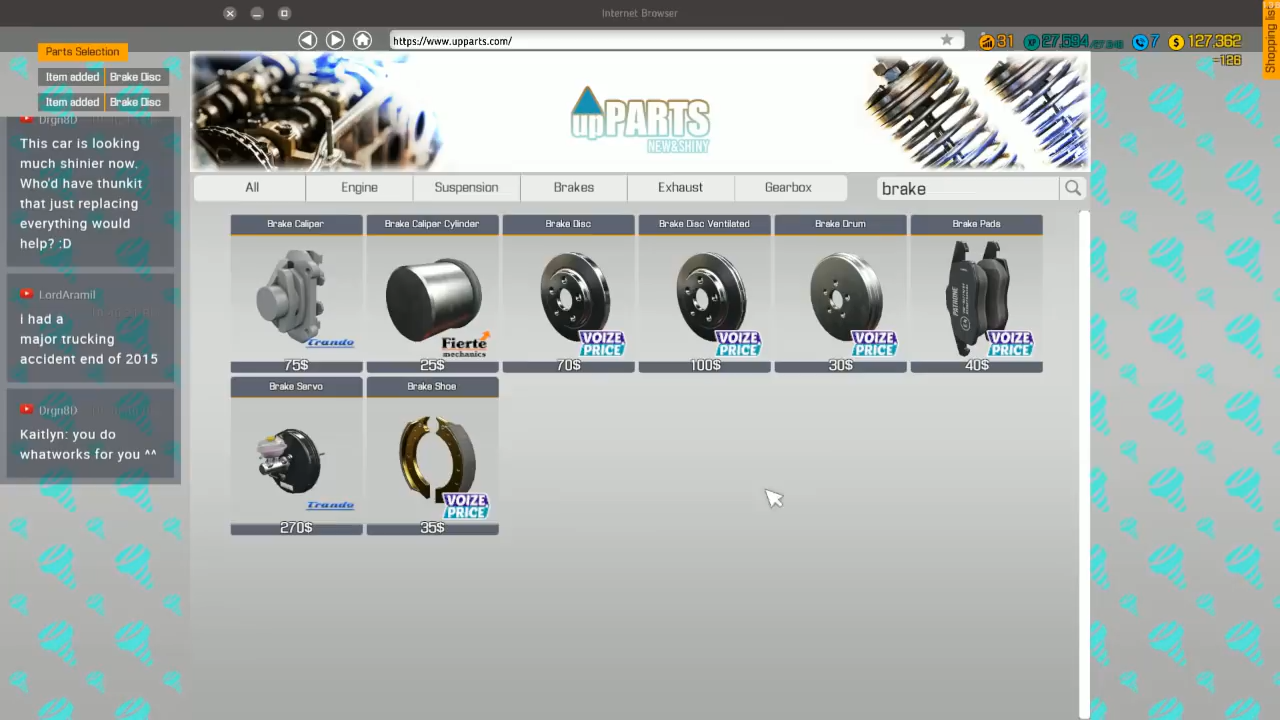 Internet Browser
https://www.upparts.com/
31
27,594
7
$ 127,362
-126
Shopping list
Parts Selection
Item added Brake Disc
Item added Brake Disc
Drgn8D
This car is looking
much shinier now.
Who'd have thunkit
that just replacing
everything would
help? :D
LordAramil
i had a
major trucking
accident end of 2015
Drgn8D
Kaitlyn: you do
whatworks for you ^^
upPARTS
NEW&SHINY
All
Engine
Suspension
Brakes
Exhaust
Gearbox
brake
Brake Caliper
Trando
75$
Brake Caliper Cylinder
Fierte
mechanics
25$
Brake Disc
VOIZE
PRICE
70$
Brake Disc Ventilated
VOIZE
PRICE
100$
Brake Drum
VOIZE
PRICE
30$
Brake Pads
VOIZE
PRICE
40$
Brake Servo
Trando
270$
Brake Shoe
VOIZE
PRICE
35$